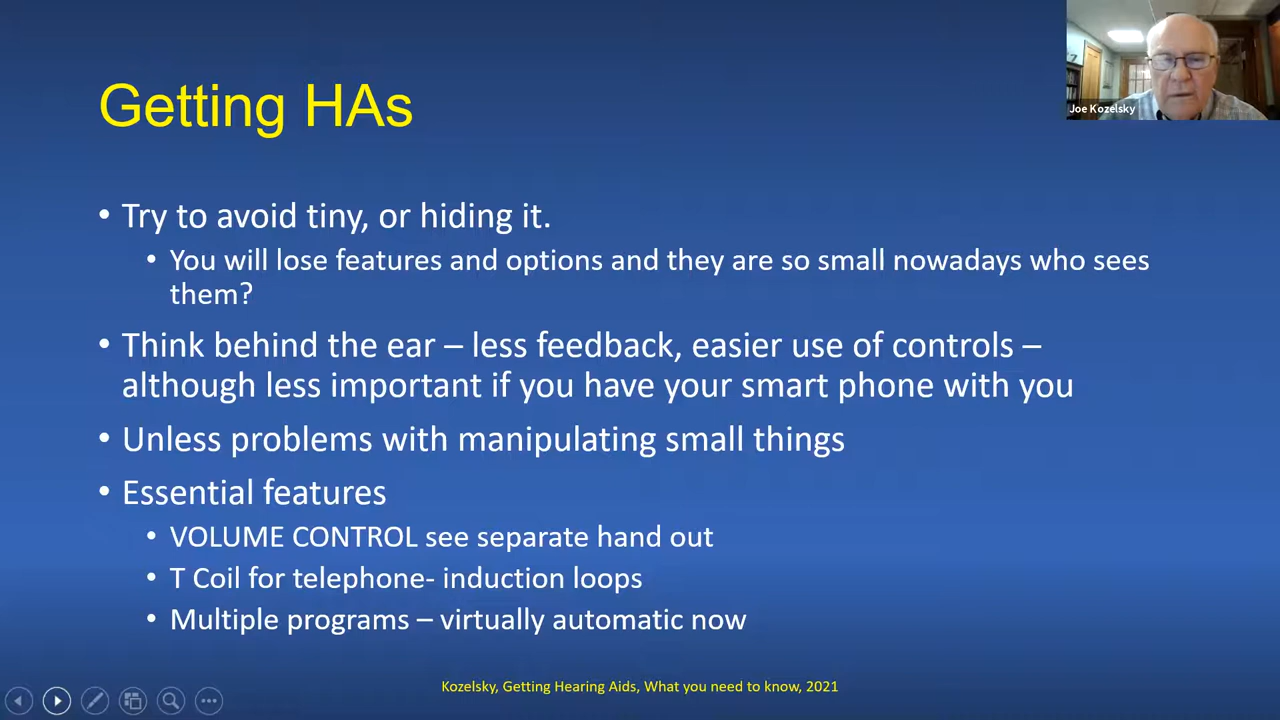 Joe Kozelsky
Getting HAs
• Try to avoid tiny, or hiding it.
• You will lose features and options and they are so small nowadays who sees
them?
• Think behind the ear – less feedback, easier use of controls –
although less important if you have your smart phone with you
• Unless problems with manipulating small things
• Essential features
• VOLUME CONTROL see separate hand out
• T Coil for telephone- induction loops
• Multiple programs – virtually automatic now
Kozelsky, Getting Hearing Aids, What you need to know, 2021